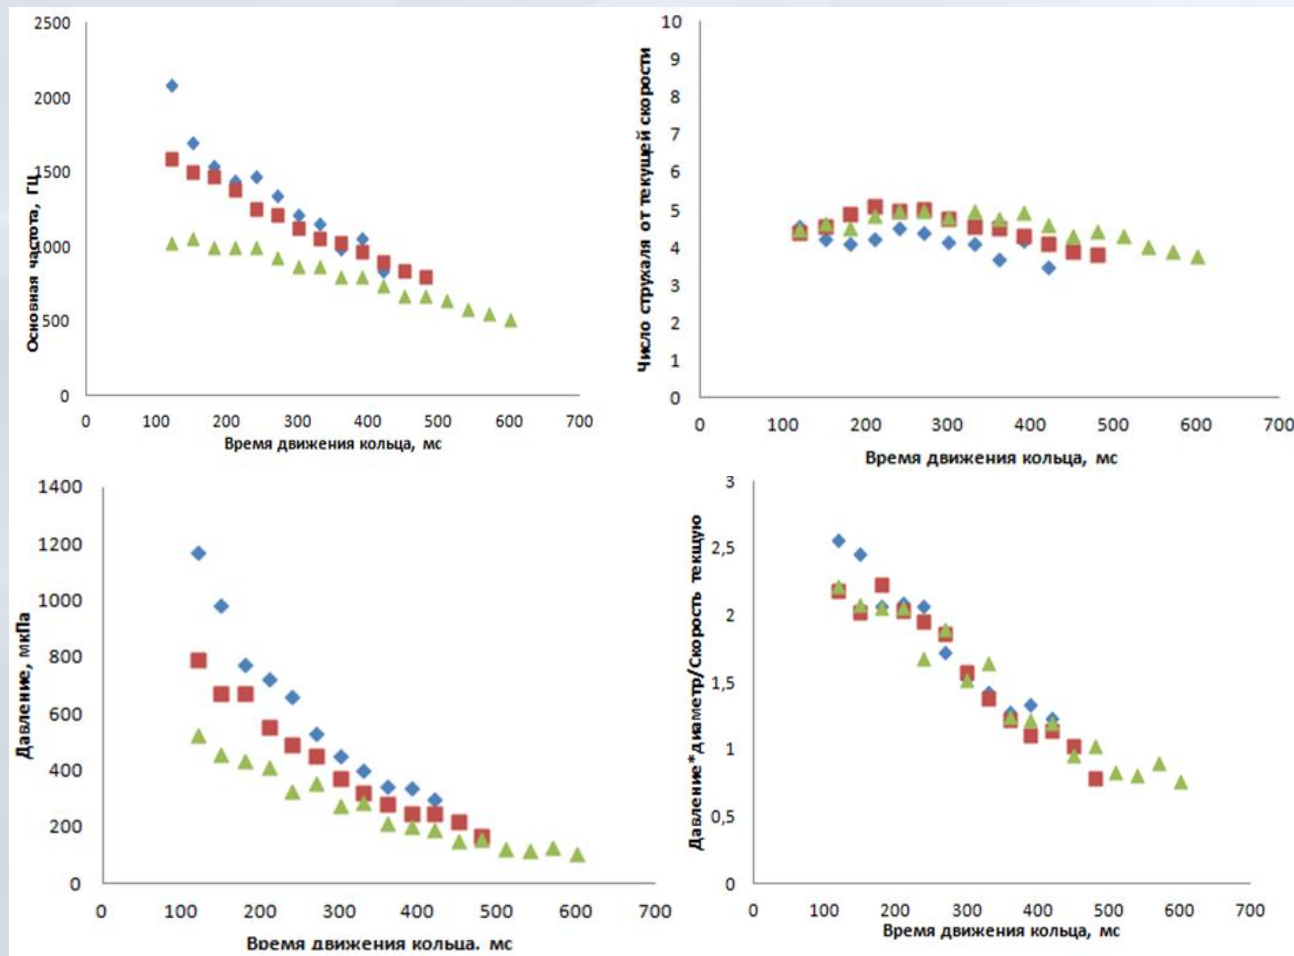 Основная частота, ГЦ
2500
2000
1500
1000
500
0
0 100 200 300 400 500 600 700
Время движения кольца, мс
Число струхаля от текущей скорости
10
9
8
7
6
5
4
3
2
1
0
0 100 200 300 400 500 600 700
Время движения кольца, мс
Давление, мкПа
1400
1200
1000
800
600
400
200
0
0 100 200 300 400 500 600 700
Время движения кольца. мс
Давление*диаметр/Скорость текщую
3
2,5
2
1,5
1
0,5
0
0 100 200 300 400 500 600 700
Время движения кольца, мс